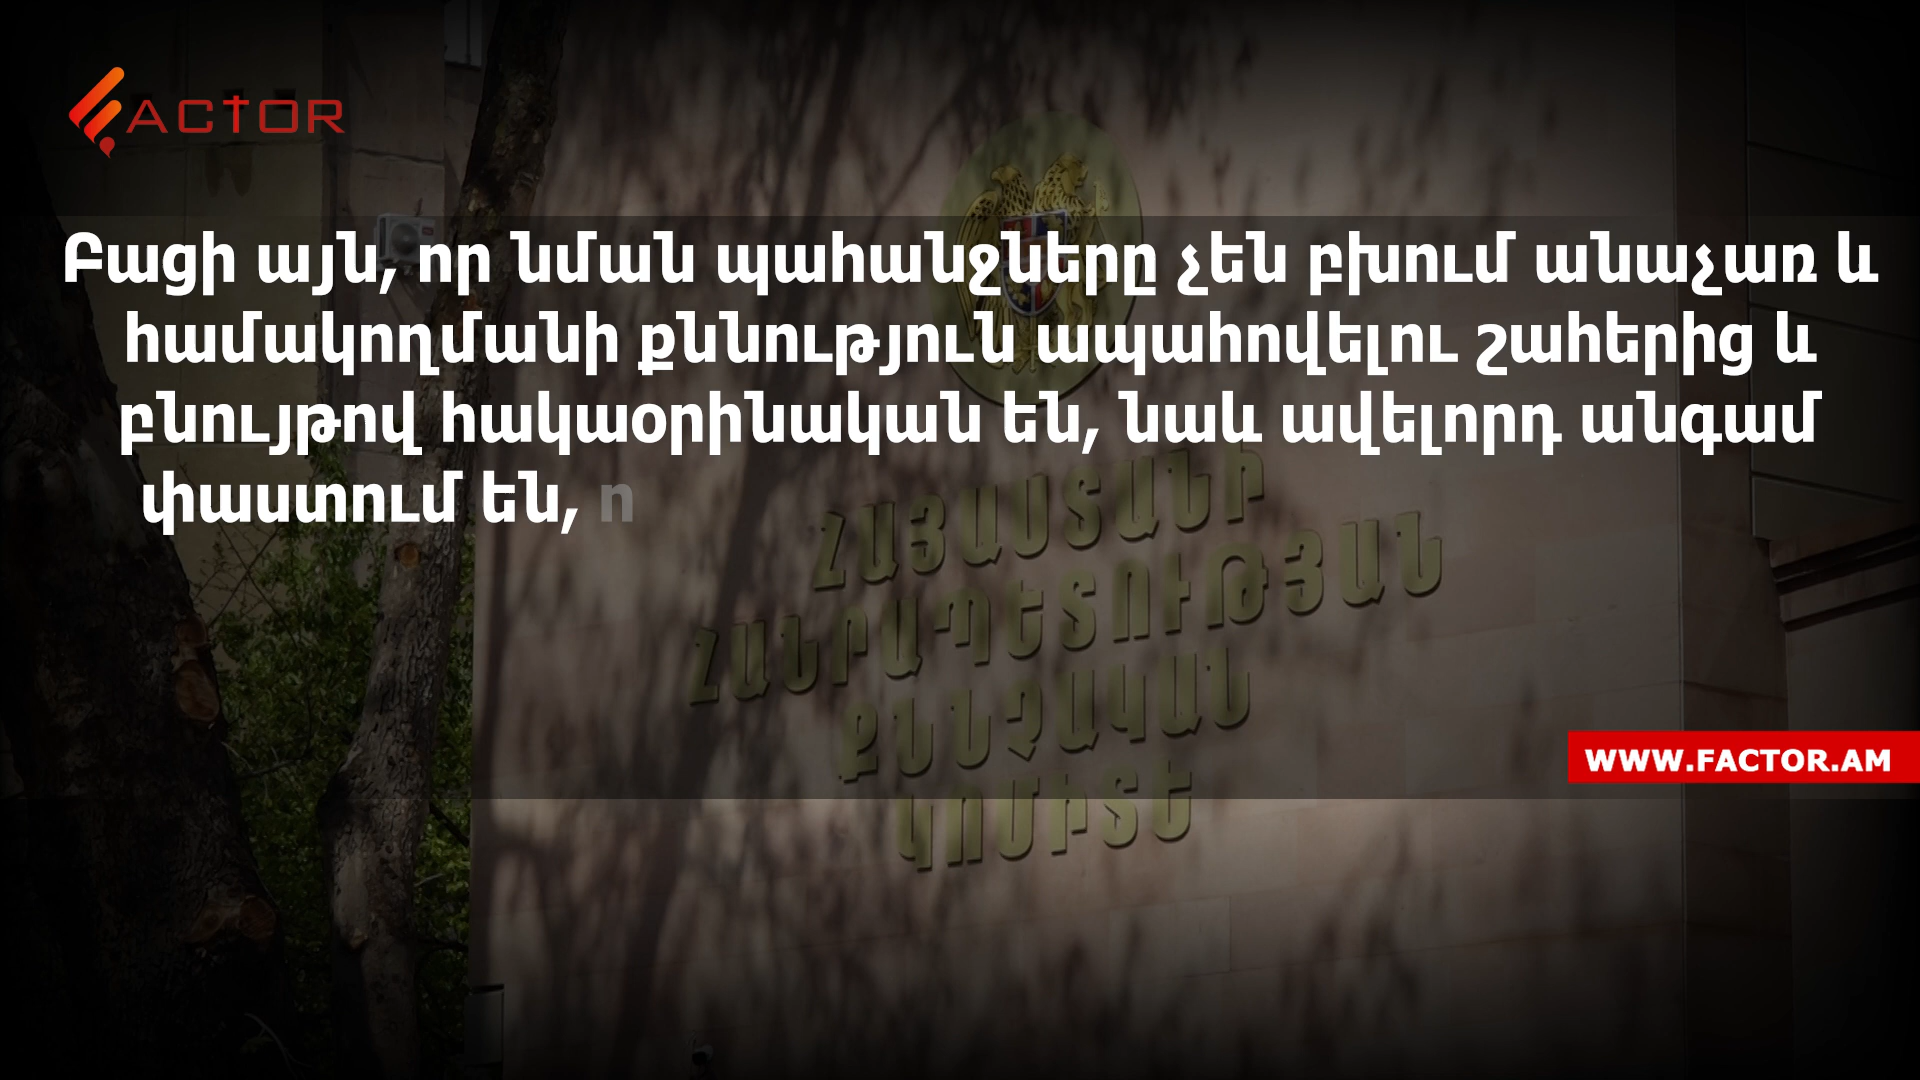 FACTOR
Բացի այն, որ նման պահանջները չեն բխում անաչառ և
համակողմանի քննություն ապահովելու շահերից և
բնույթով հակաօրինական են, նաև ավելորդ անգամ
փաստում են, ո
ՀԱՅԱՍՏԱՆԻ
ՀԱՆՐԱՊԵՏՈՒԹՅԱՆ
ՔՆՆՉԱԿԱՆ
ԿՈՄԻՏԵ
WWW.FACTOR.AM